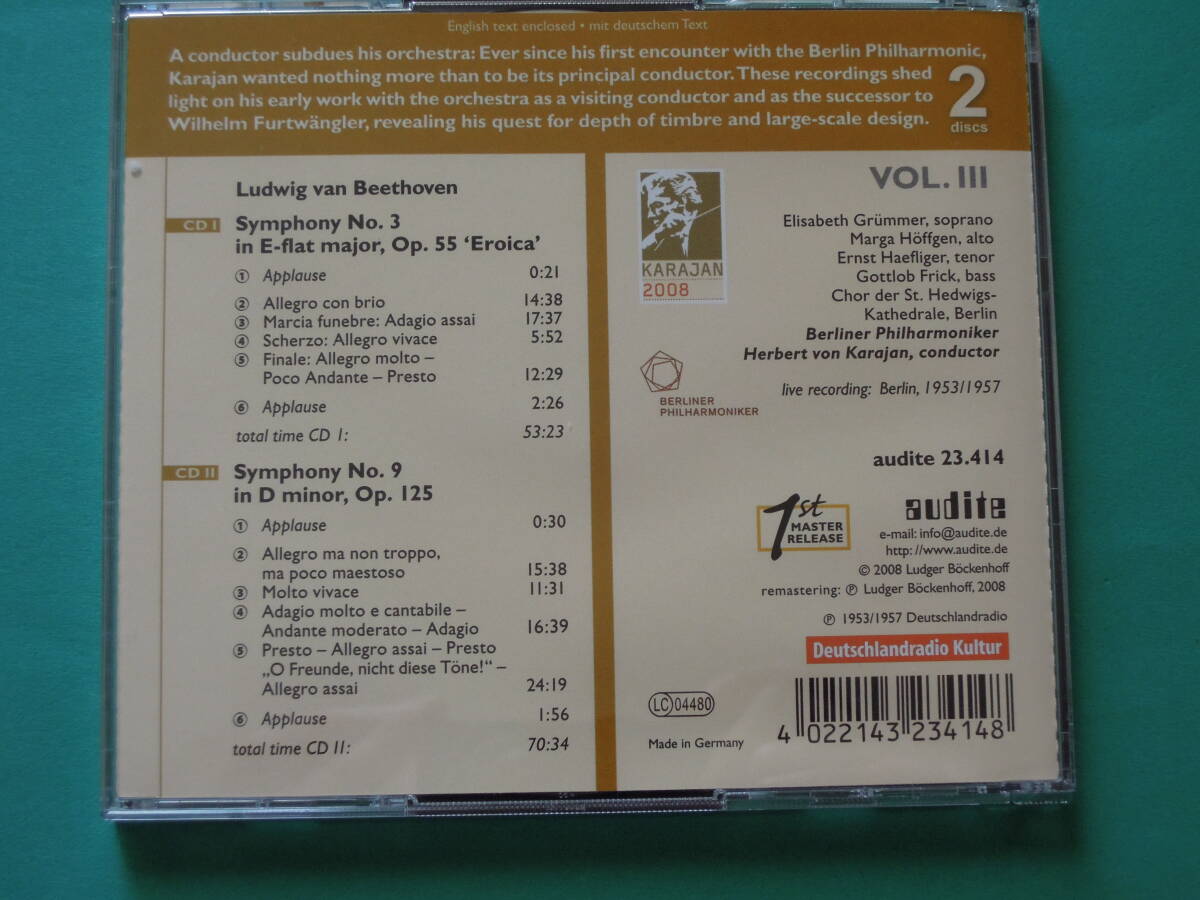 English text enclosed • mit deutschem Text
A conductor subdues his orchestra: Ever since his first encounter with the Berlin Philharmonic,
Karajan wanted nothing more than to be its principal conductor. These recordings shed
light on his early work with the orchestra as a visiting conductor and as the successor to
Wilhelm Furtwängler, revealing his quest for depth of timbre and large-scale design.
2
discs
Ludwig van Beethoven
CD I
Symphony No. 3
in E-flat major, Op. 55 ‘Eroica’
① Applause 0:21
② Allegro con brio 14:38
③ Marcia funebre: Adagio assai 17:37
④ Scherzo: Allegro vivace 5:52
⑤ Finale: Allegro molto –
Poco Andante – Presto 12:29
⑥ Applause 2:26
total time CD I: 53:23
CD II
Symphony No. 9
in D minor, Op. 125
① Applause 0:30
② Allegro ma non troppo,
ma poco maestoso 15:38
③ Molto vivace 11:31
④ Adagio molto e cantabile –
Andante moderato – Adagio 16:39
⑤ Presto – Allegro assai – Presto
„O Freunde, nicht diese Töne!“ –
Allegro assai 24:19
⑥ Applause 1:56
total time CD II: 70:34
KARAJAN
2008
BERLINER
PHILHARMONIKER
VOL. III
Elisabeth Grümmer, soprano
Marga Höffgen, alto
Ernst Haefliger, tenor
Gottlob Frick, bass
Chor der St. Hedwigs-
Kathedrale, Berlin
Berliner Philharmoniker
Herbert von Karajan, conductor
live recording: Berlin, 1953/1957
audite 23.414
1st
MASTER
RELEASE
audite
e-mail: info@audite.de
http://www.audite.de
© 2008 Ludger Böckenhoff
remastering: ℗ Ludger Böckenhoff, 2008
℗ 1953/1957 Deutschlandradio
Deutschlandradio Kultur
LC 04480
Made in Germany
4 022143 234148